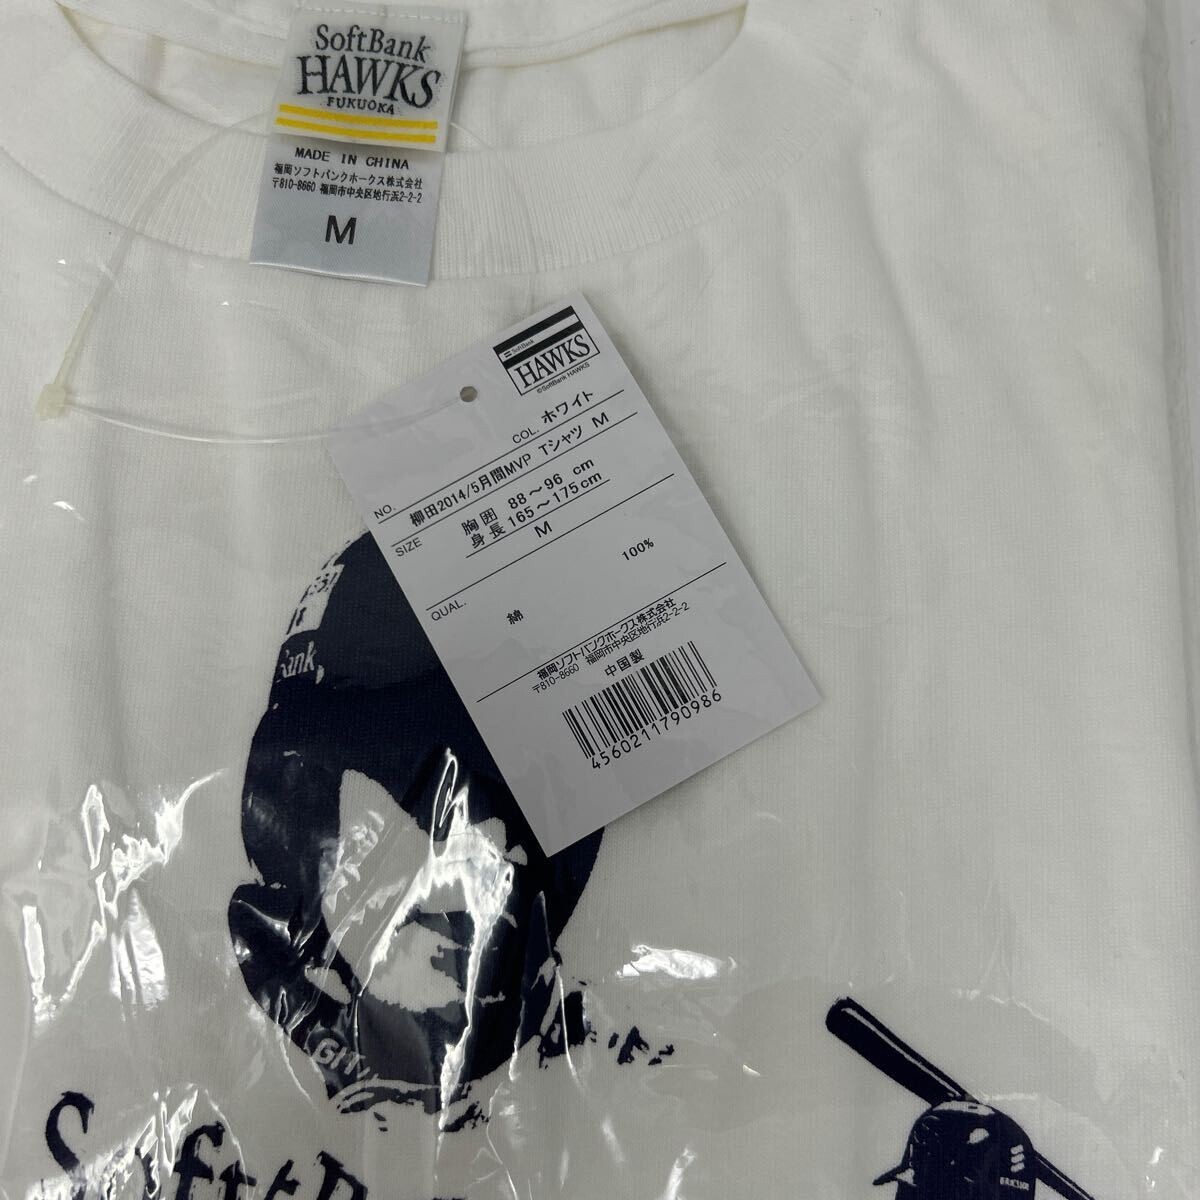 SoftBank
HAWKS
FUKUOKA
MADE IN CHINA
福岡ソフトバンクホークス株式会社
〒810-8660 福岡市中央区地行浜2-2-2
M
SoftBank
HAWKS
©SoftBank HAWKS
COL. ホワイト
NO. 柳田2014/5月間MVP Tシャツ M
SIZE 胸囲 88～96 cm
身長 165～175cm
M
QUAL. 綿 100%
福岡ソフトバンクホークス株式会社
〒810-8660 福岡市中央区地行浜2-2-2
中国製
4560211790986
Bank
GIT